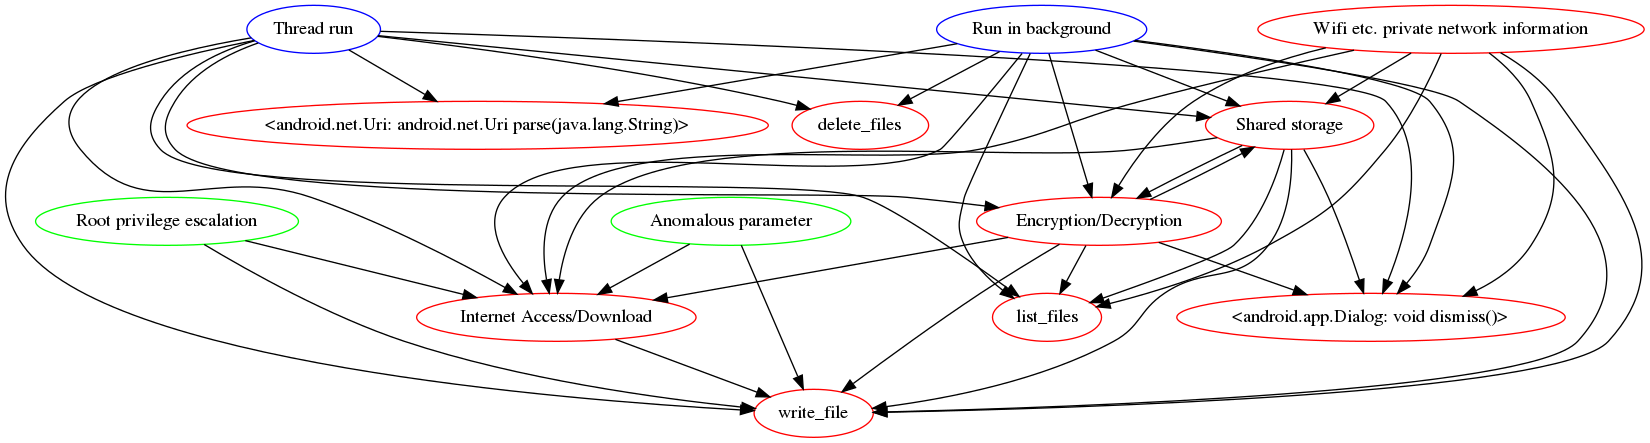 Thread run
Run in background
Wifi etc. private network information
<android.net.Uri: android.net.Uri parse(java.lang.String)>
delete_files
Shared storage
Root privilege escalation
Anomalous parameter
Encryption/Decryption
Internet Access/Download
list_files
<android.app.Dialog: void dismiss()>
write_file